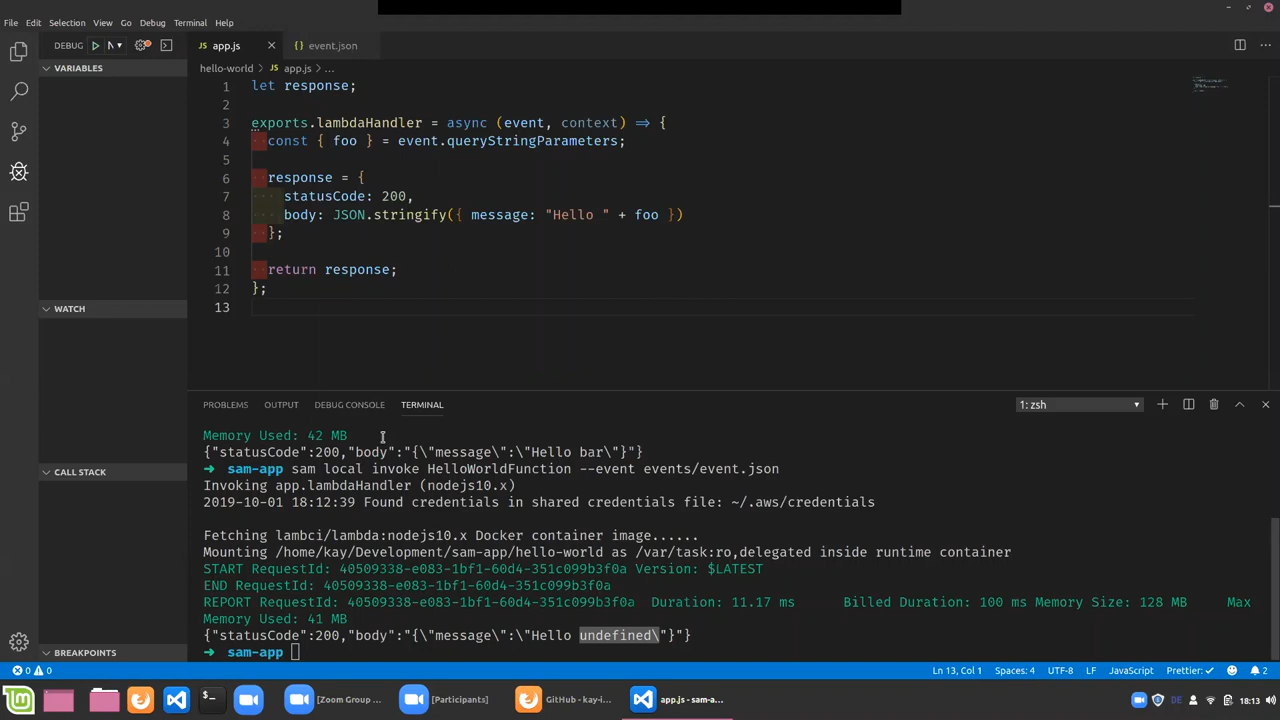 File Edit Selection View Go Debug Terminal Help
DEBUG N app.js event.json
VARIABLES
hello-world app.js ...
1 let response;
2
3 exports.lambdaHandler = async (event, context) => {
4 const { foo } = event.queryStringParameters;
5
6 response = {
7 statusCode: 200,
8 body: JSON.stringify({ message: "Hello " + foo })
9 };
10
11 return response;
12 };
13
WATCH
CALL STACK
BREAKPOINTS
PROBLEMS OUTPUT DEBUG CONSOLE TERMINAL 1: zsh
Memory Used: 42 MB
{"statusCode":200,"body":"{\"message\":\"Hello bar\"}"}
➜ sam-app sam local invoke HelloWorldFunction --event events/event.json
Invoking app.lambdaHandler (nodejs10.x)
2019-10-01 18:12:39 Found credentials in shared credentials file: ~/.aws/credentials
Fetching lambci/lambda:nodejs10.x Docker container image......
Mounting /home/kay/Development/sam-app/hello-world as /var/task:ro,delegated inside runtime container
START RequestId: 40509338-e083-1bf1-60d4-351c099b3f0a Version: $LATEST
END RequestId: 40509338-e083-1bf1-60d4-351c099b3f0a
REPORT RequestId: 40509338-e083-1bf1-60d4-351c099b3f0a Duration: 11.17 ms Billed Duration: 100 ms Memory Size: 128 MB Max
Memory Used: 41 MB
{"statusCode":200,"body":"{\"message\":\"Hello undefined\"}"}
➜ sam-app
0 0 Ln 13, Col 1 Spaces: 4 UTF-8 LF JavaScript Prettier: ✓ 2
[Zoom Group ... [Participants] GitHub - kay-i... app.js - sam-a... DE 18:13